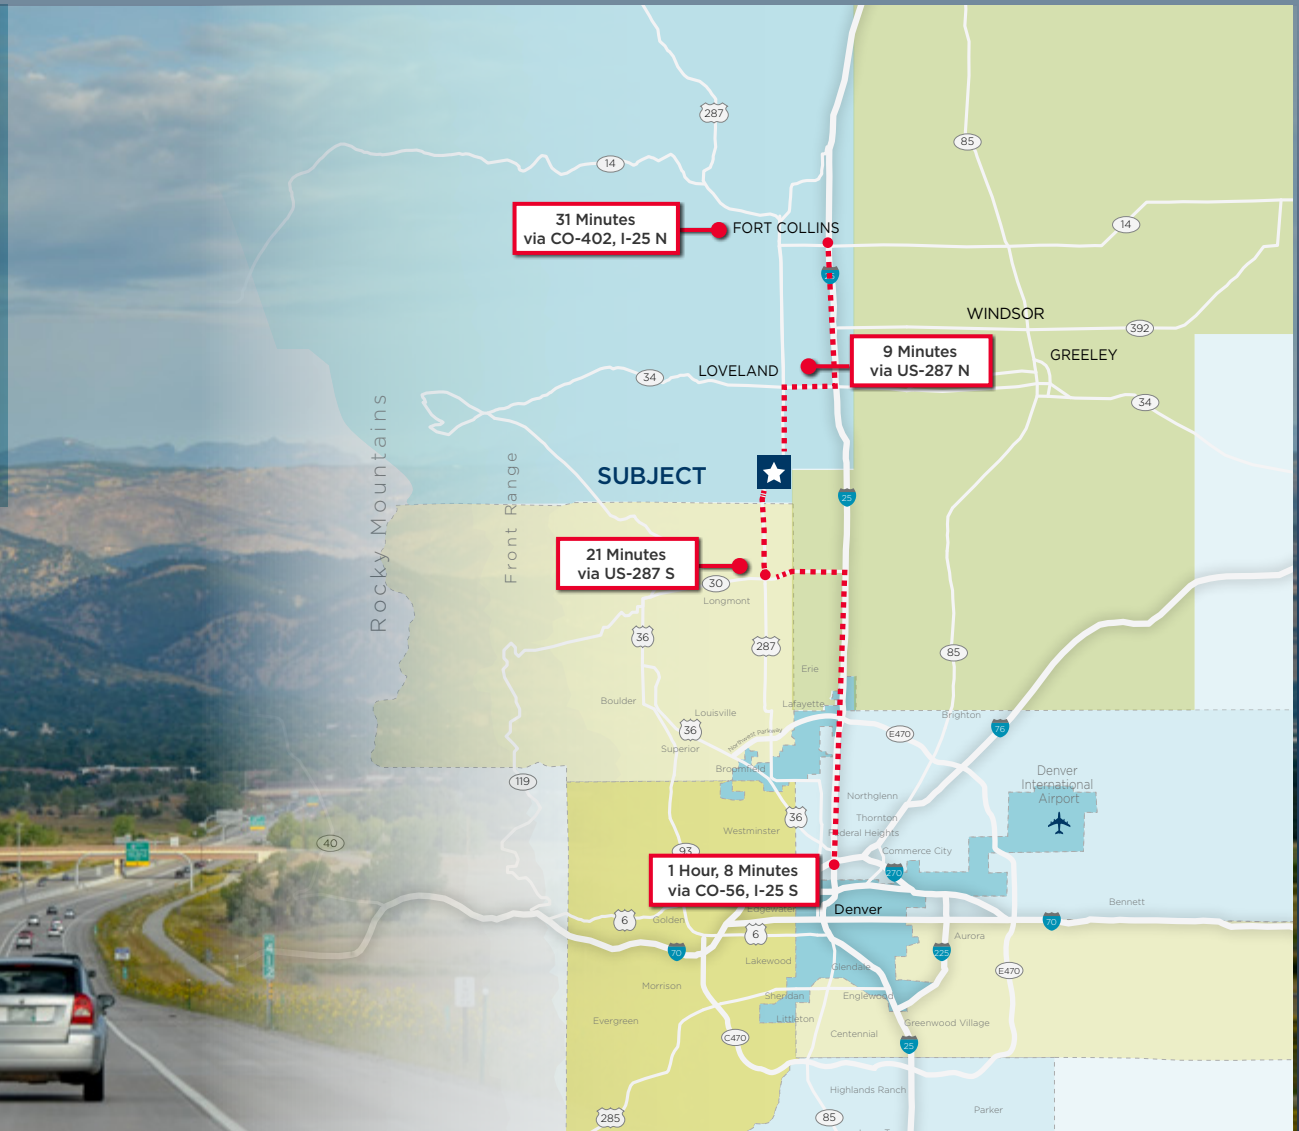 287
85
14
31 Minutes
via CO-402, I-25 N
FORT COLLINS
14
WINDSOR
392
9 Minutes
via US-287 N
GREELEY
LOVELAND
34
34
Rocky Mountains
Front Range
SUBJECT
25
21 Minutes
via US-287 S
30
Longmont
36
287
85
Erie
Boulder
Lafayette
Louisville
Brighton
36
E470
76
Northwest Parkway
Superior
Broomfield
Denver
International
Airport
119
Northglenn
36
Thornton
Westminster
Federal Heights
40
93
Commerce City
1 Hour, 8 Minutes
via CO-56, I-25 S
270
Bennett
Edgewater
Denver
6
Golden
70
6
Aurora
70
225
Lakewood
Glendale
E470
Morrison
Sheridan
Englewood
Evergreen
Littleton
Greenwood Village
Centennial
C470
25
Highlands Ranch
Parker
285
85